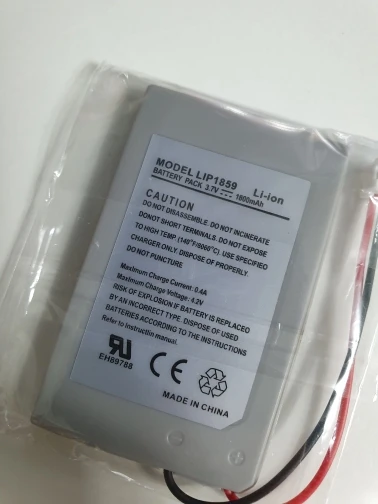 MODEL LIP1859 Li-ion
BATTERY PACK 3.7V ⎓ 1800mAh
CAUTION
DO NOT DISASSEMBLE. DO NOT INCINERATE
DONOT SHORT TERMINALS. DO NOT EXPOSE
TO HIGH TEMP (140°F/6060°C). USE SPECIFIED
CHARGER ONLY. DISPOSE OF PROPERLY.
DO NOT PUNCTURE
Maximum Charge Current: 0.4A
Maximum Charge Voltage: 4.2V
RISK OF EXPLOSION IF BATTERY IS REPLACED
BY AN INCORRECT TYPE. DISPOSE OF USED
BATTERIES ACCORDING TO THE INSTRUCTIONS
Refer to Instructlin manual.
RU
EH69788
CE
MADE IN CHINA